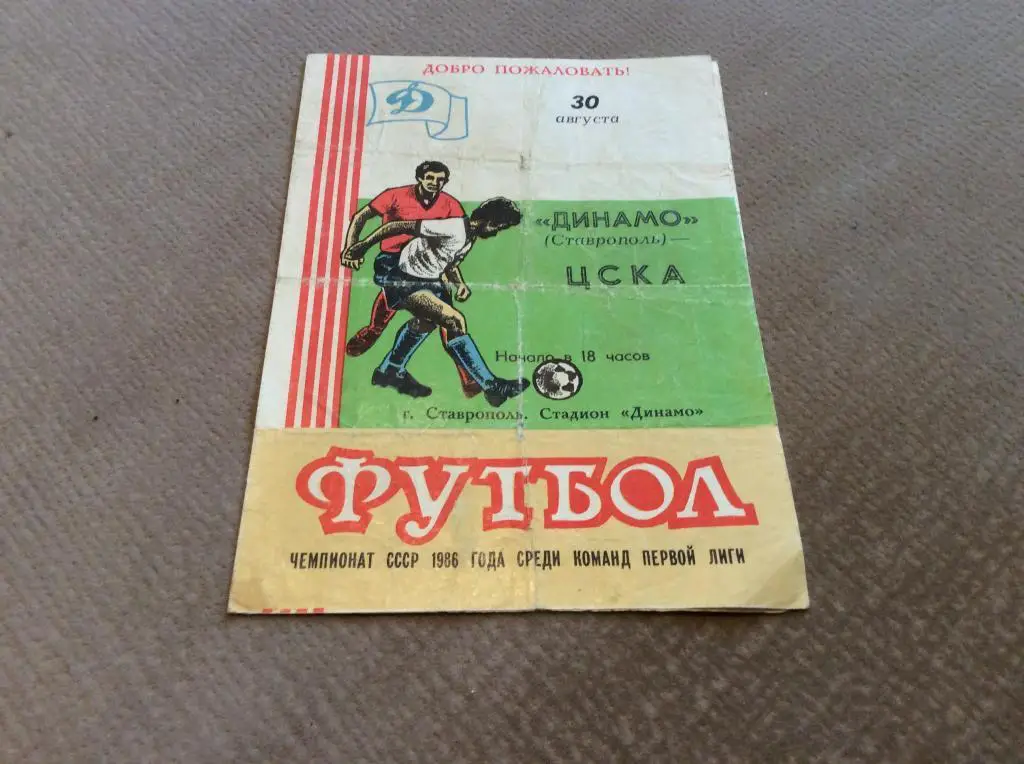 ДОБРО ПОЖАЛОВАТЬ!
Д
30
августа
«ДИНАМО»
(Ставрополь) —
ЦСКА
Начало в 18 часов
г. Ставрополь. Стадион «Динамо»
ФУТБОЛ
ЧЕМПИОНАТ СССР 1986 ГОДА СРЕДИ КОМАНД ПЕРВОЙ ЛИГИ